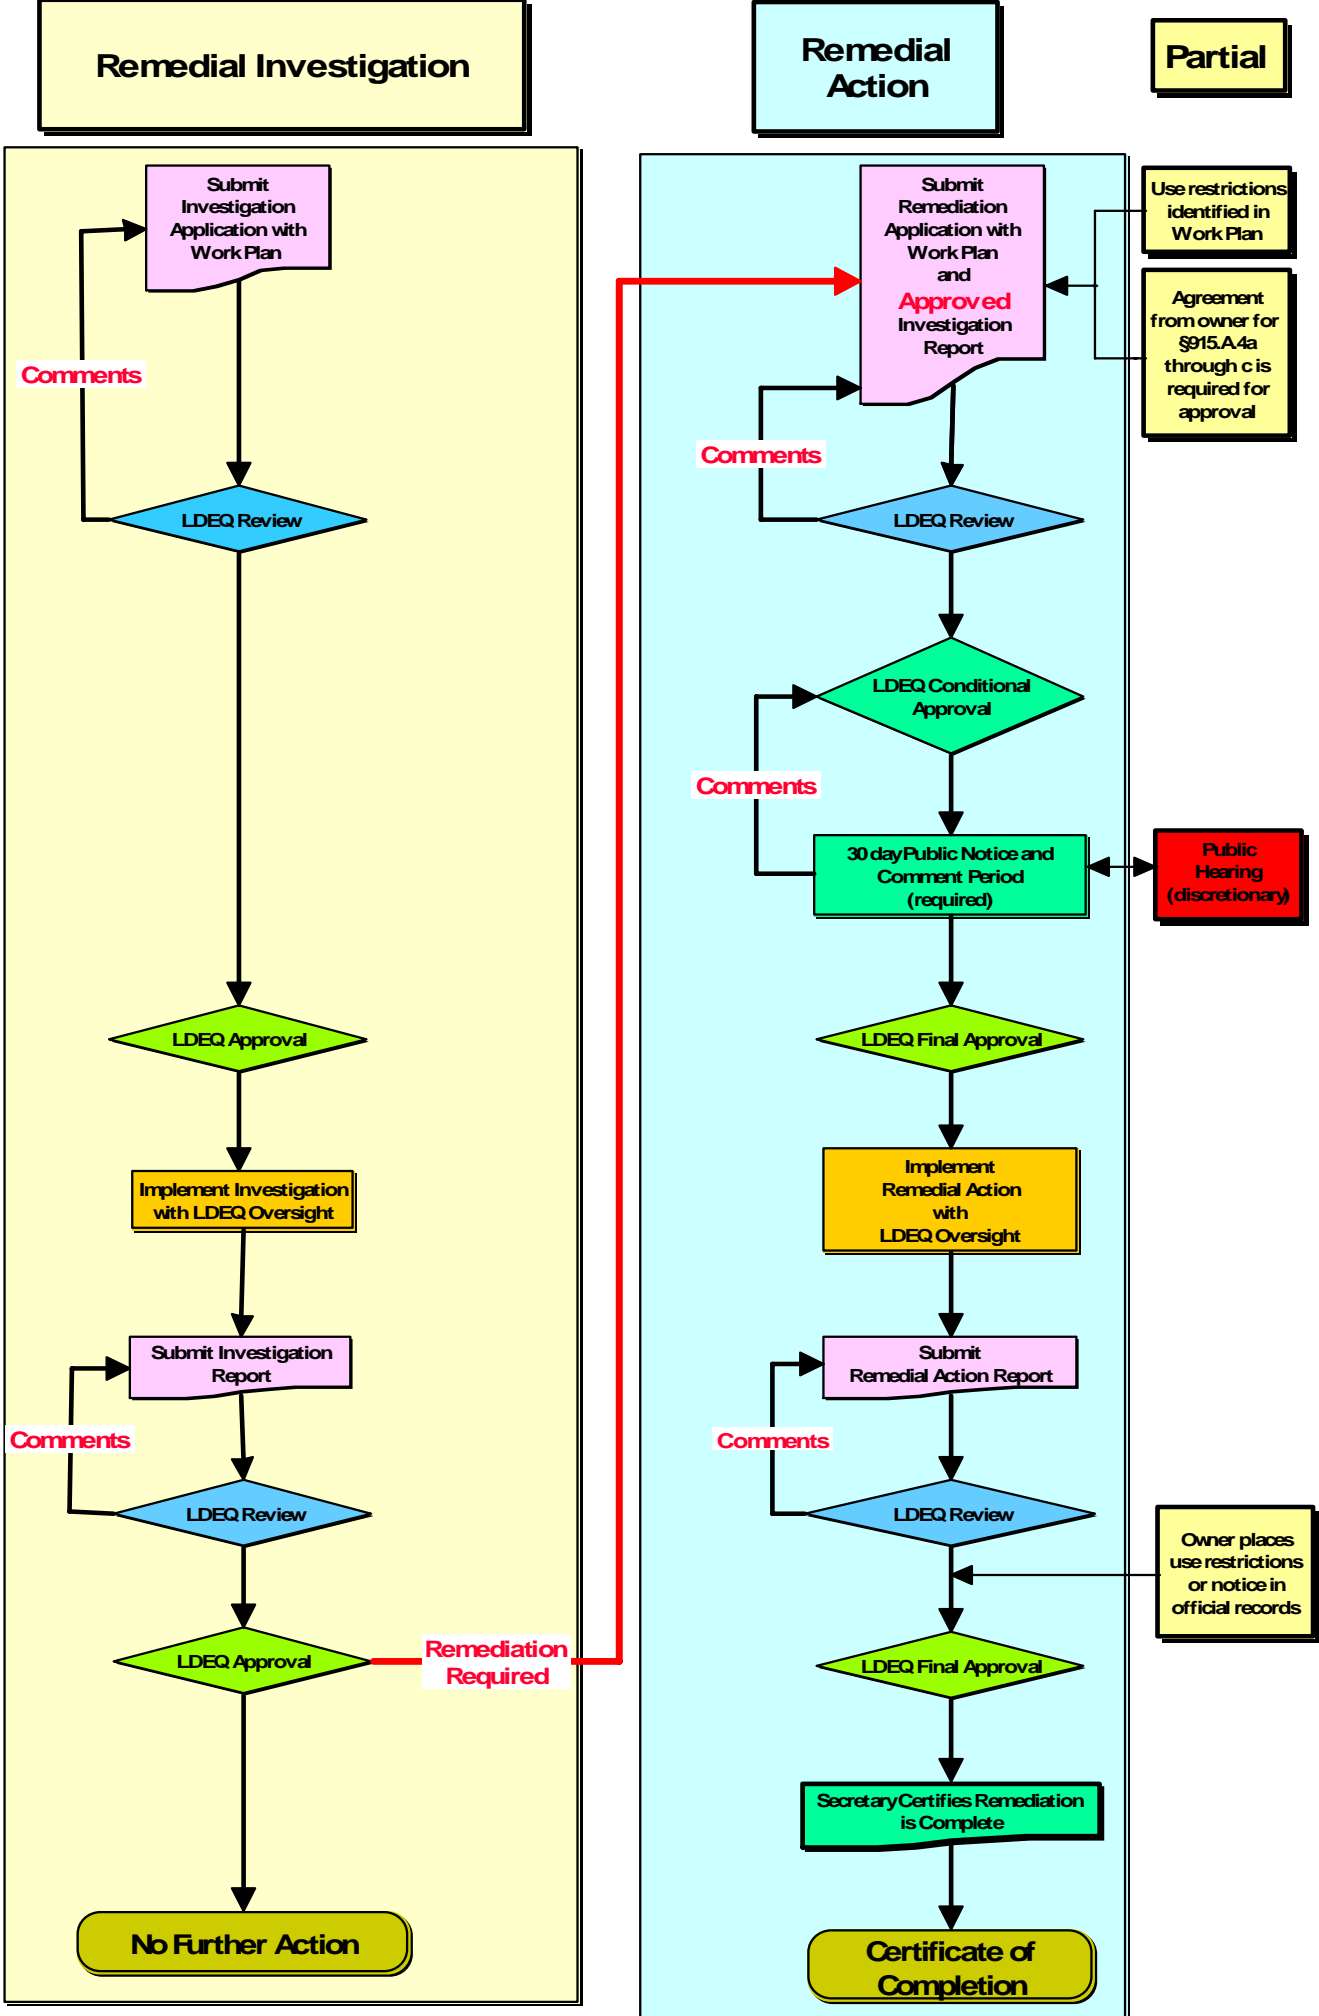 Remedial Investigation
Submit
Investigation
Application with
Work Plan
Comments
LDEQ Review
LDEQ Approval
Implement Investigation
with LDEQ Oversight
Submit Investigation
Report
Comments
LDEQ Review
LDEQ Approval
Remediation
Required
No Further Action
Remedial
Action
Submit
Remediation
Application with
Work Plan
and
Approved
Investigation
Report
Comments
LDEQ Review
LDEQ Conditional
Approval
Comments
30 day Public Notice and
Comment Period
(required)
LDEQ Final Approval
Implement
Remedial Action
with
LDEQ Oversight
Submit
Remedial Action Report
Comments
LDEQ Review
LDEQ Final Approval
Secretary Certifies Remediation
is Complete
Certificate of
Completion
Partial
Use restrictions
identified in
Work Plan
Agreement
from owner for
§915.A.4a
through c is
required for
approval
Public
Hearing
(discretionary)
Owner places
use restrictions
or notice in
official records